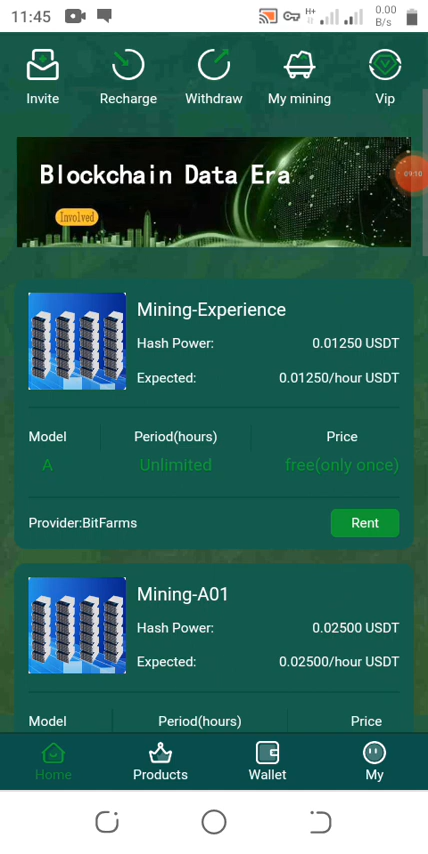 11:45
H+
0.00
B/s
Invite
Recharge
Withdraw
My mining
Vip
Blockchain Data Era
Involved
09:10
Mining-Experience
Hash Power: 0.01250 USDT
Expected: 0.01250/hour USDT
Model Period(hours) Price
A Unlimited free(only once)
Provider:BitFarms Rent
Mining-A01
Hash Power: 0.02500 USDT
Expected: 0.02500/hour USDT
Model Period(hours) Price
Home
Products
Wallet
My